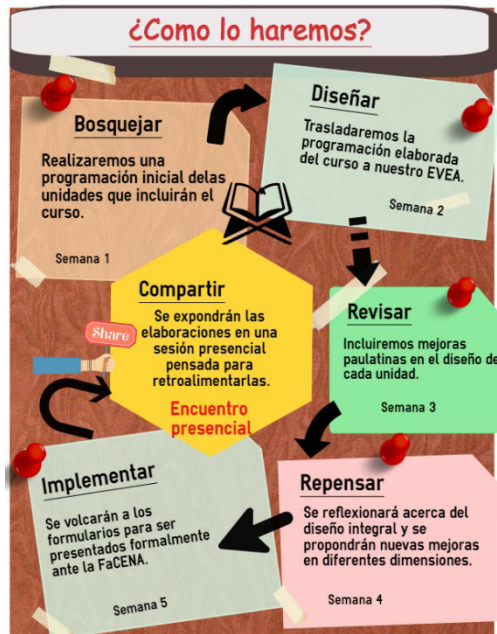 ¿Como lo haremos?
Bosquejar
Realizaremos una
programación inicial delas
unidades que incluirán el
curso.
Semana 1
Diseñar
Trasladaremos la
programación elaborada
del curso a nuestro EVEA.
Semana 2
Revisar
Incluiremos mejoras
paulatinas en el diseño de
cada unidad.
Semana 3
Repensar
Se reflexionará acerca del
diseño integral y se
propondrán nuevas mejoras
en diferentes dimensiones.
Semana 4
Implementar
Se volcarán a los
formularios para ser
presentados formalmente
ante la FaCENA.
Semana 5
Compartir
Se expondrán las
elaboraciones en una
sesión presencial
pensada para
retroalimentarlas.
Encuentro
presencial
Share